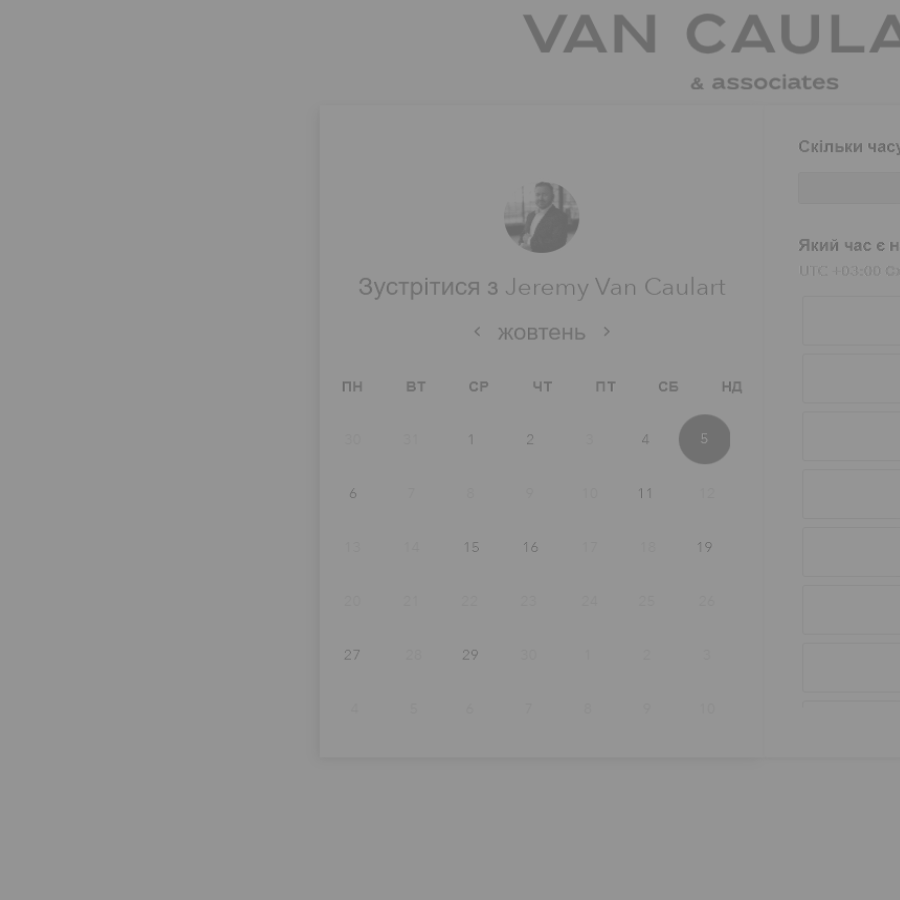 VAN CAULA
& associates
Скільки часу
Який час є н
UTC +03:00 Сх
Зустрітися з Jeremy Van Caulart
жовтень
ПН ВТ СР ЧТ ПТ СБ НД
30 31 1 2 3 4 5
6 7 8 9 10 11 12
13 14 15 16 17 18 19
20 21 22 23 24 25 26
27 28 29 30 1 2 3
4 5 6 7 8 9 10